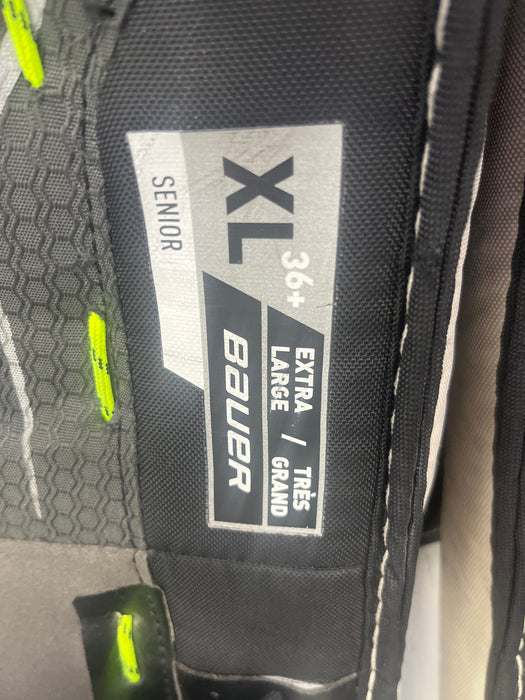 SENIOR
XL
36+
BAUER
EXTRA
LARGE
/
TRÈS
GRAND